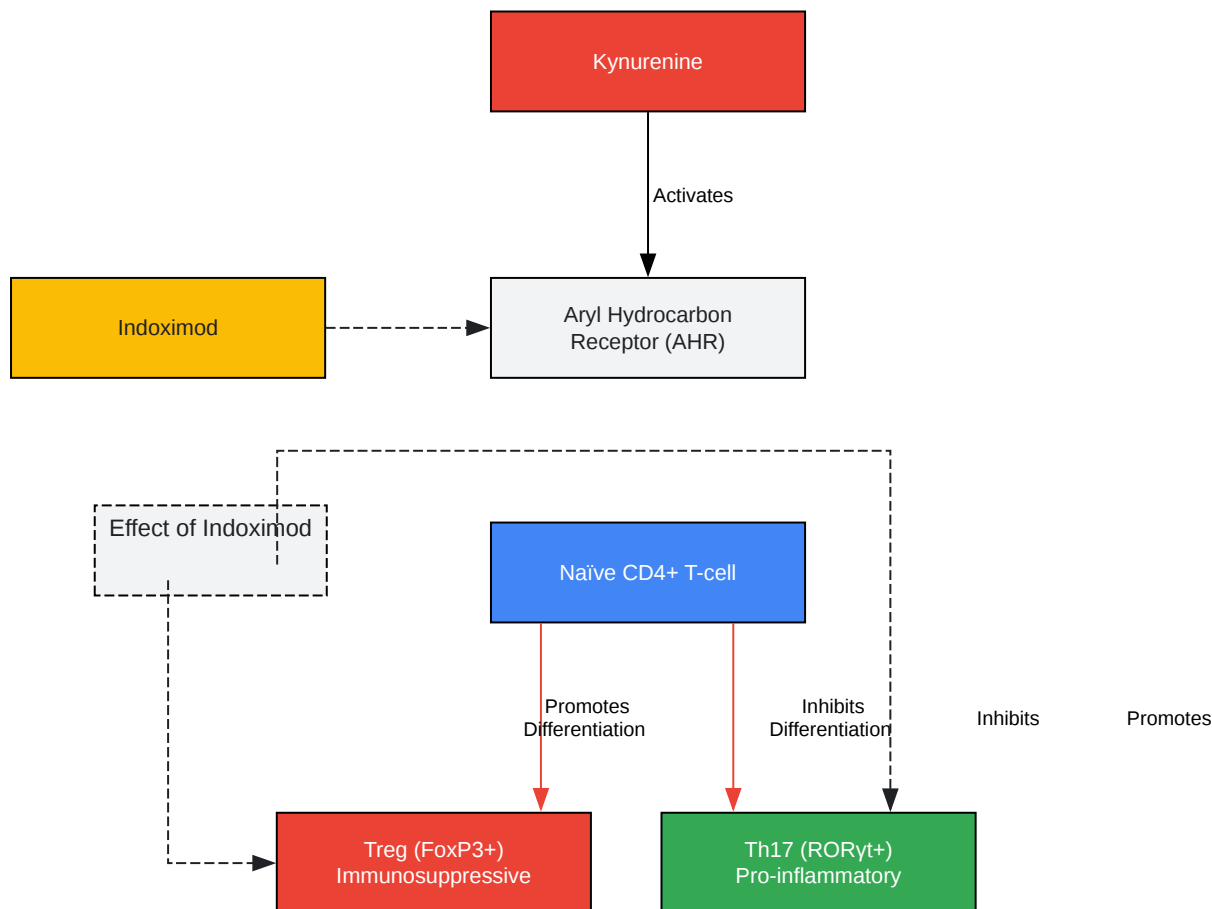 Kynurenine
Activates
Indoximod
Aryl Hydrocarbon
Receptor (AHR)
Effect of Indoximod
Naïve CD4+ T-cell
Promotes
Differentiation
Inhibits
Differentiation
Inhibits
Promotes
Treg (FoxP3+)
Immunosuppressive
Th17 (RORγt+)
Pro-inflammatory